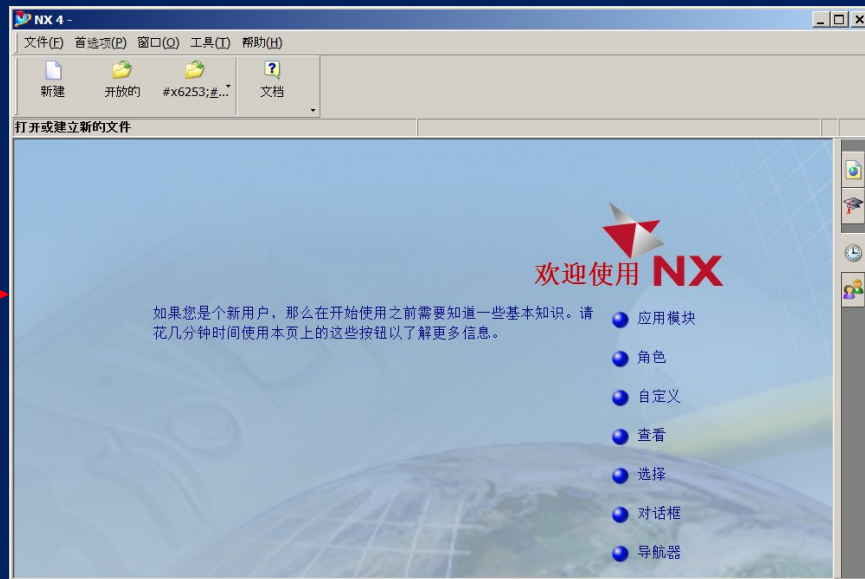 NX 4 -
文件(F) 首选项(P) 窗口(O) 工具(T) 帮助(H)
新建 开放的 #x6253;#... 文档
打开或建立新的文件
欢迎使用 NX
如果您是个新用户，那么在开始使用之前需要知道一些基本知识。请
花几分钟时间使用本页上的这些按钮以了解更多信息。
应用模块
角色
自定义
查看
选择
对话框
导航器